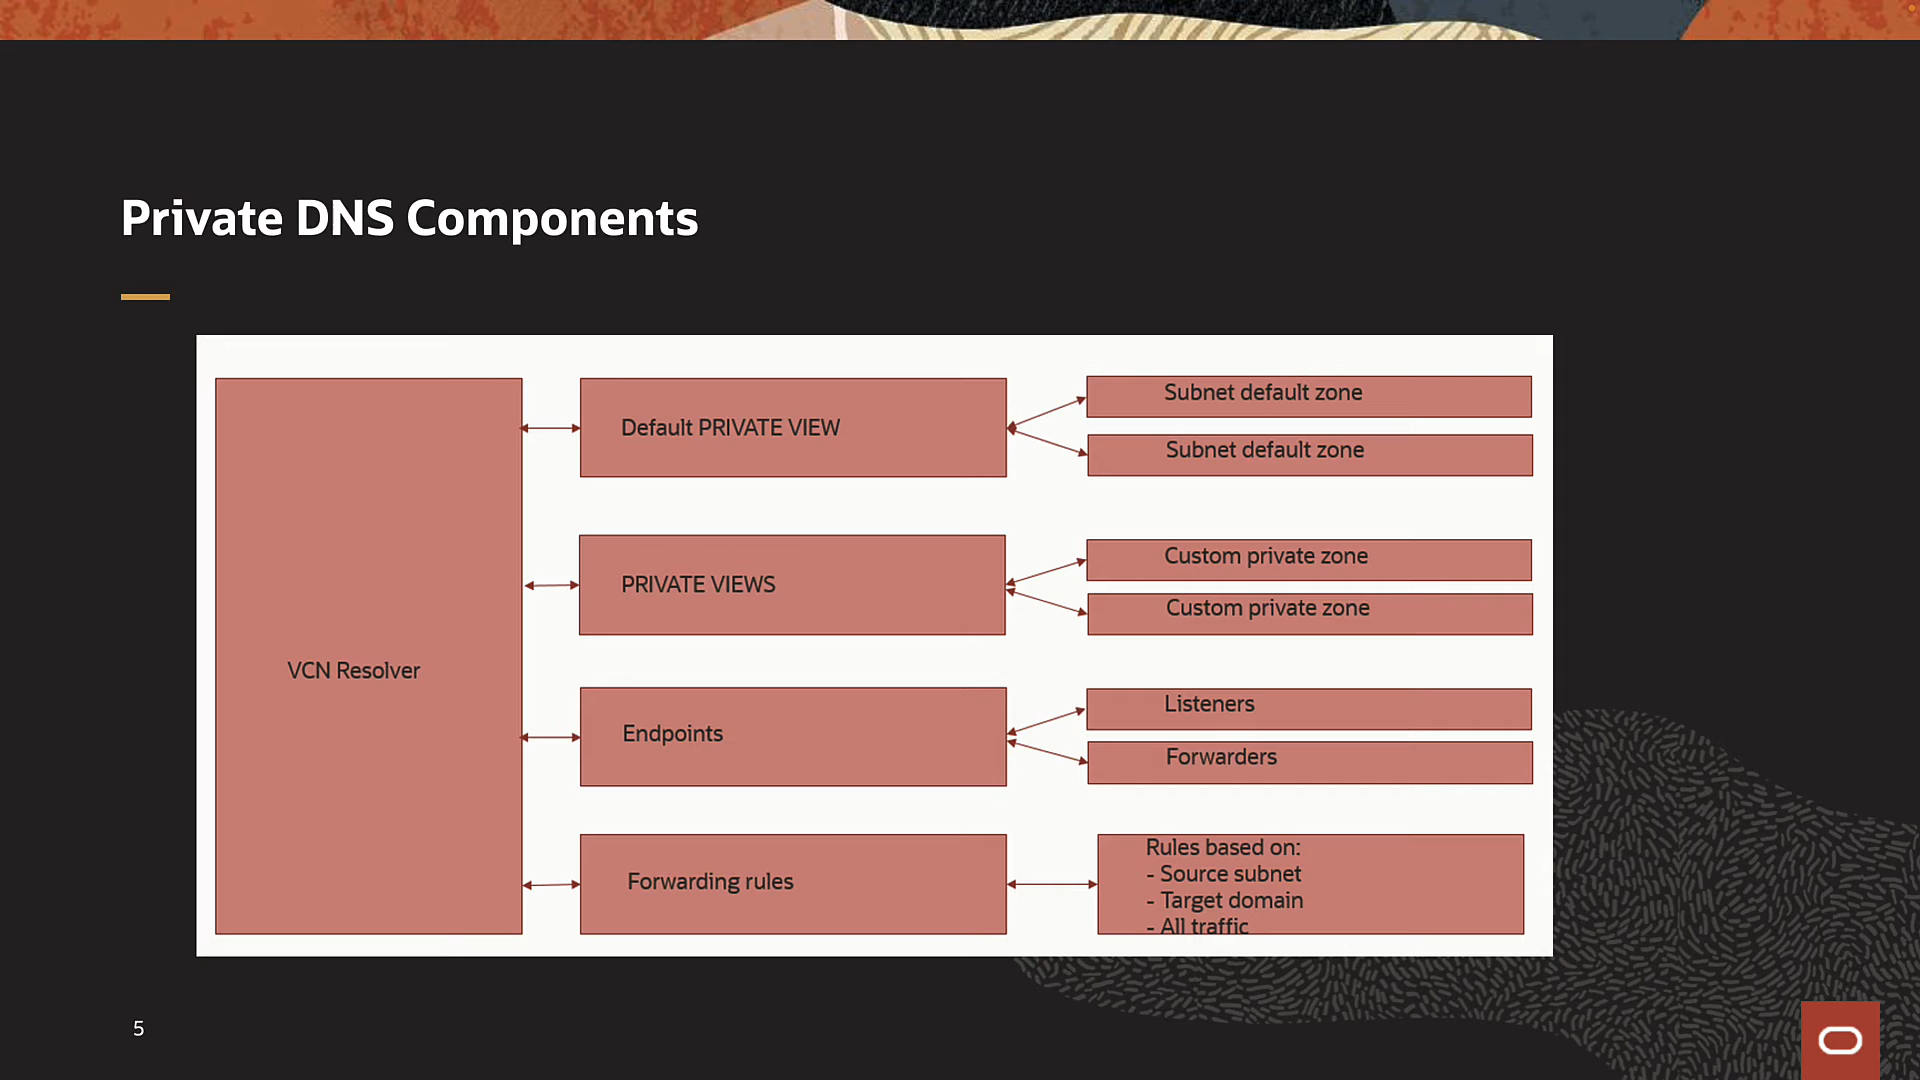 Private DNS Components
VCN Resolver
Default PRIVATE VIEW
Subnet default zone
Subnet default zone
PRIVATE VIEWS
Custom private zone
Custom private zone
Endpoints
Listeners
Forwarders
Forwarding rules
Rules based on:
- Source subnet
- Target domain
- All traffic
5